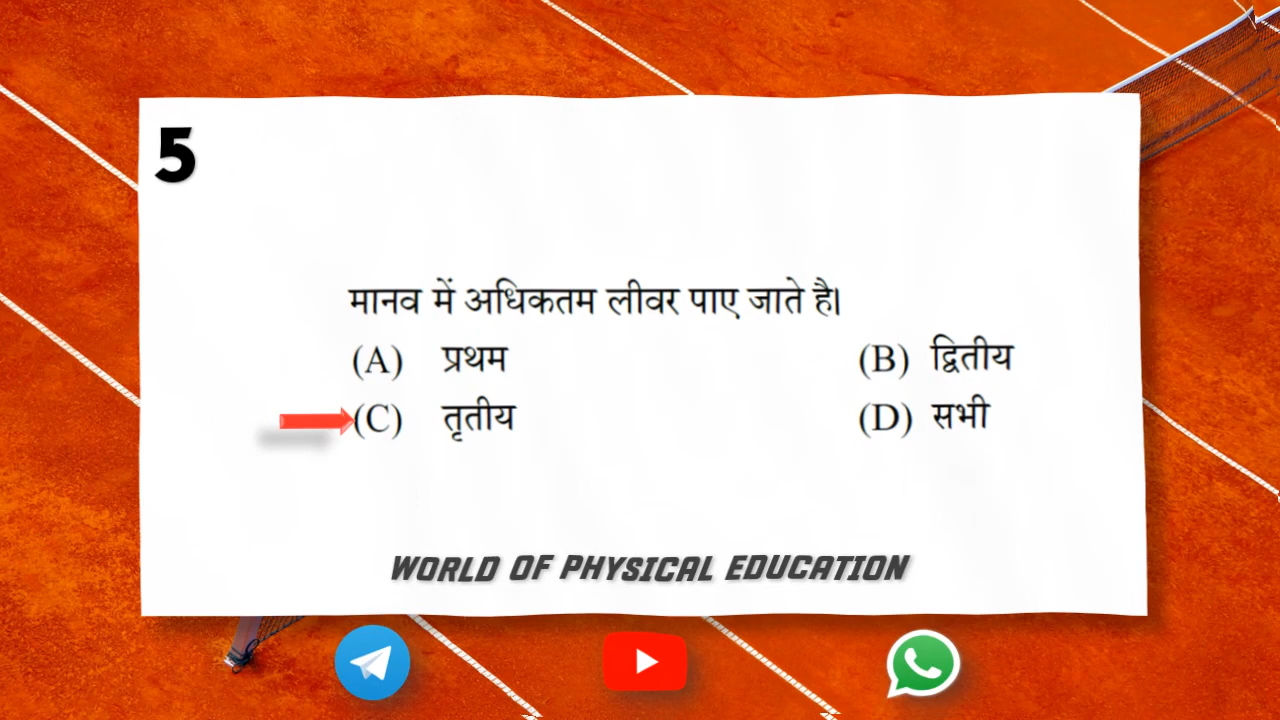 5
मानव में अधिकतम लीवर पाए जाते है।
(A) प्रथम (B) द्वितीय
(C) तृतीय (D) सभी
WORLD OF PHYSICAL EDUCATION